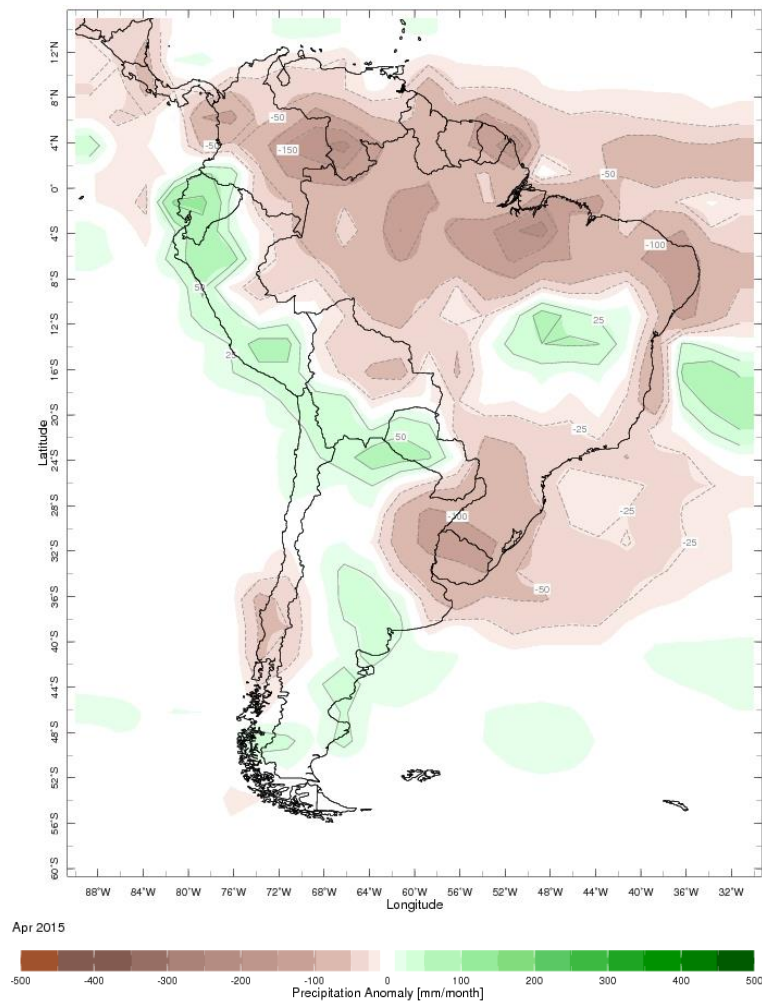 12°N
8°N
4°N
0°
4°S
8°S
12°S
16°S
20°S
24°S
28°S
32°S
36°S
40°S
44°S
48°S
52°S
56°S
60°S
Latitude
-50
-50
-150
-50
-100
50
25
25
-25
50
-25
-100
-25
-50
88°W 84°W 80°W 76°W 72°W 68°W 64°W 60°W 56°W 52°W 48°W 44°W 40°W 36°W 32°W
Longitude
Apr 2015
-500 -400 -300 -200 -100 0 100 200 300 400 500
Precipitation Anomaly [mm/month]